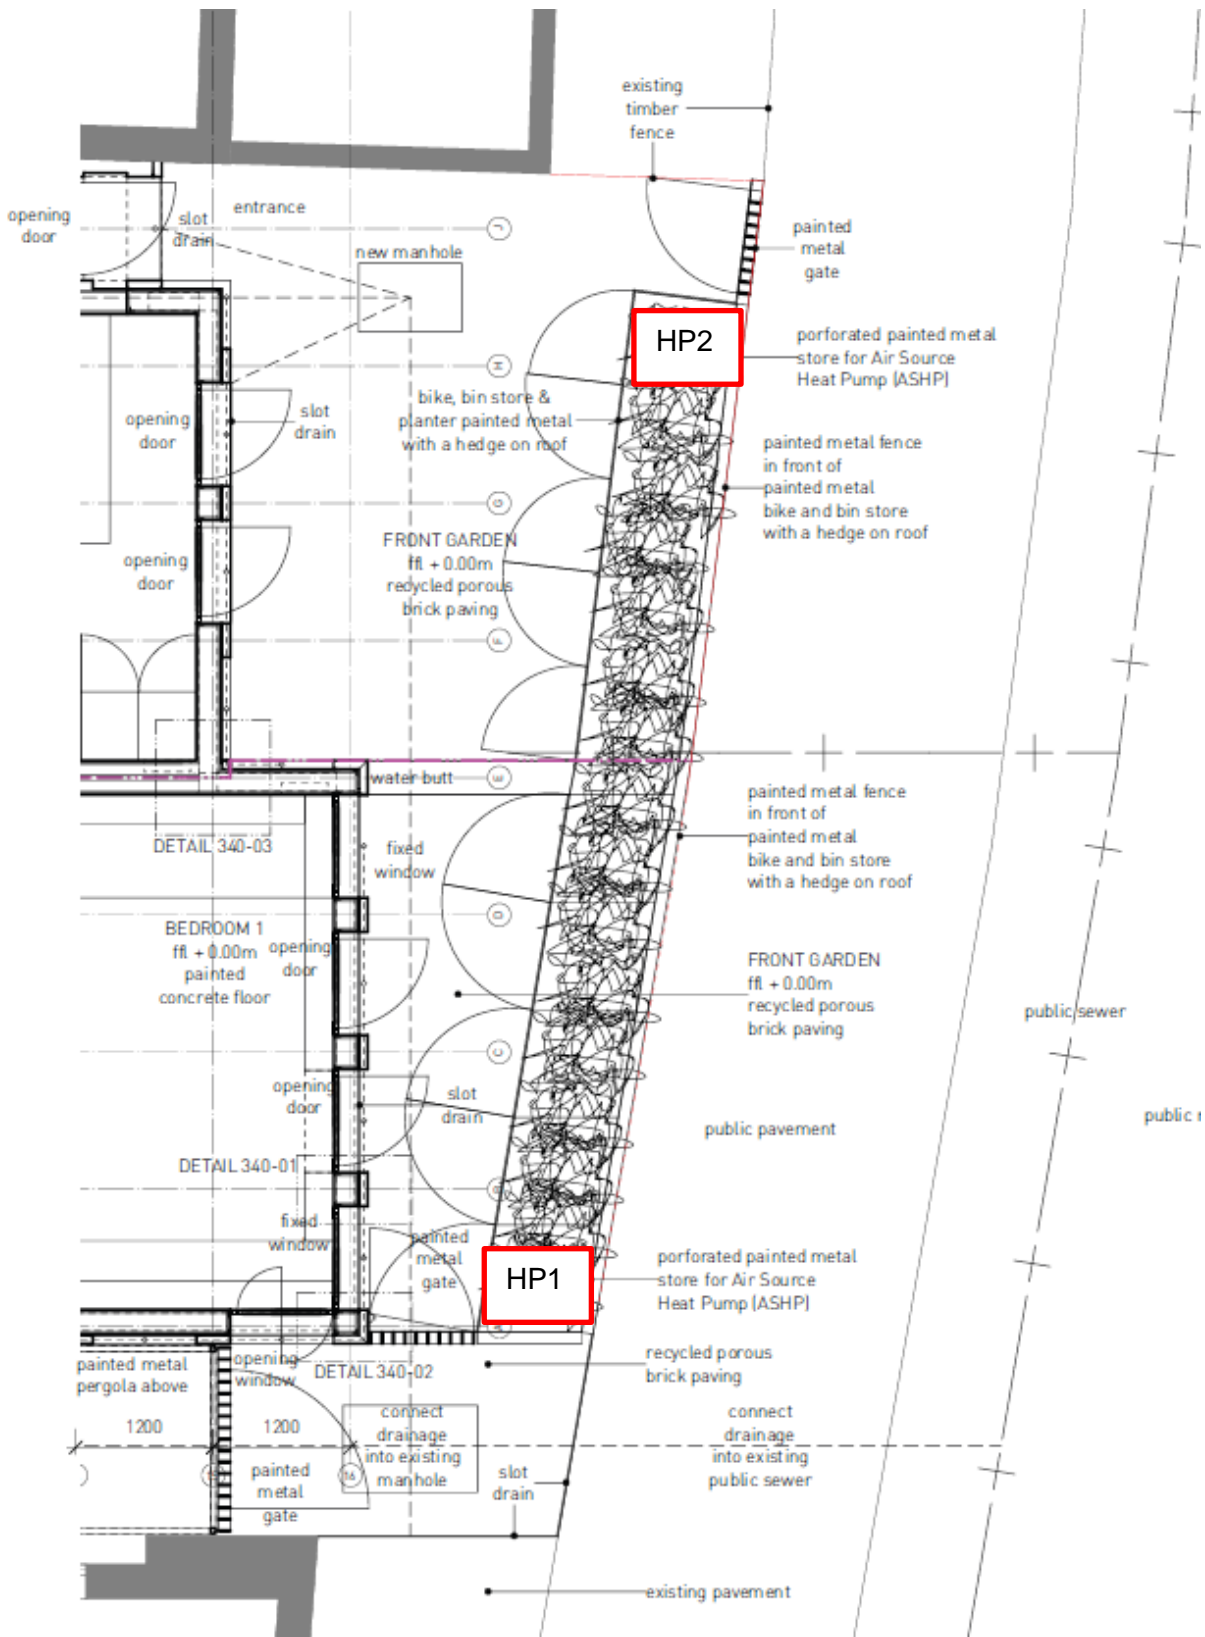 existing
timber
fence
opening
door
slot
drain
entrance
J
new manhole
painted
metal
gate
HP2
porforated painted metal
store for Air Source
Heat Pump (ASHP)
H
bike, bin store &
planter painted metal
with a hedge on roof
opening
door
slot
drain
painted metal fence
in front of
painted metal
bike and bin store
with a hedge on roof
G
FRONT GARDEN
ffl + 0.00m
recycled porous
brick paving
opening
door
F
water butt
E
DETAIL 340-03
fixed
window
painted metal fence
in front of
painted metal
bike and bin store
with a hedge on roof
BEDROOM 1
ffl + 0.00m
painted
concrete floor
opening
door
D
FRONT GARDEN
ffl + 0.00m
recycled porous
brick paving
public sewer
C
opening
door
slot
drain
public pavement
public r
DETAIL 340-01
B
fixed
window
painted
metal
gate
HP1
porforated painted metal
store for Air Source
Heat Pump (ASHP)
recycled porous
brick paving
painted metal
pergola above
opening
window
DETAIL 340-02
1200
1200
connect
drainage
into existing
manhole
connect
drainage
into existing
public sewer
painted
metal
gate
16
slot
drain
existing pavement